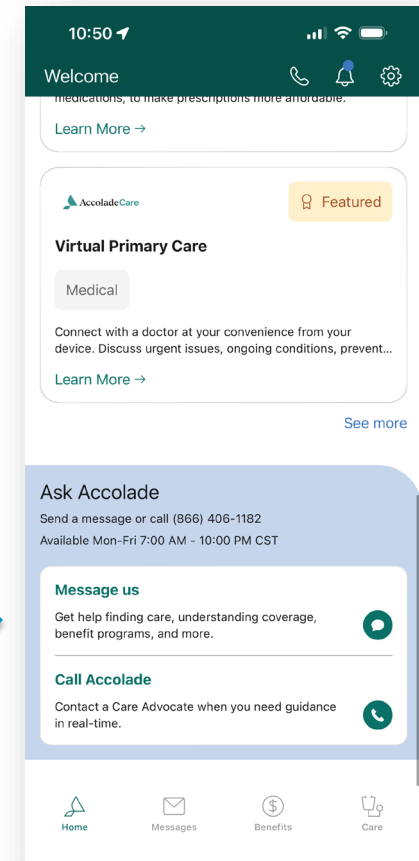 10:50
Welcome
medications, to make prescriptions more affordable.
Learn More →
AccoladeCare
Featured
Virtual Primary Care
Medical
Connect with a doctor at your convenience from your
device. Discuss urgent issues, ongoing conditions, prevent...
Learn More →
See more
Ask Accolade
Send a message or call (866) 406-1182
Available Mon-Fri 7:00 AM - 10:00 PM CST
Message us
Get help finding care, understanding coverage,
benefit programs, and more.
Call Accolade
Contact a Care Advocate when you need guidance
in real-time.
Home
Messages
Benefits
Care